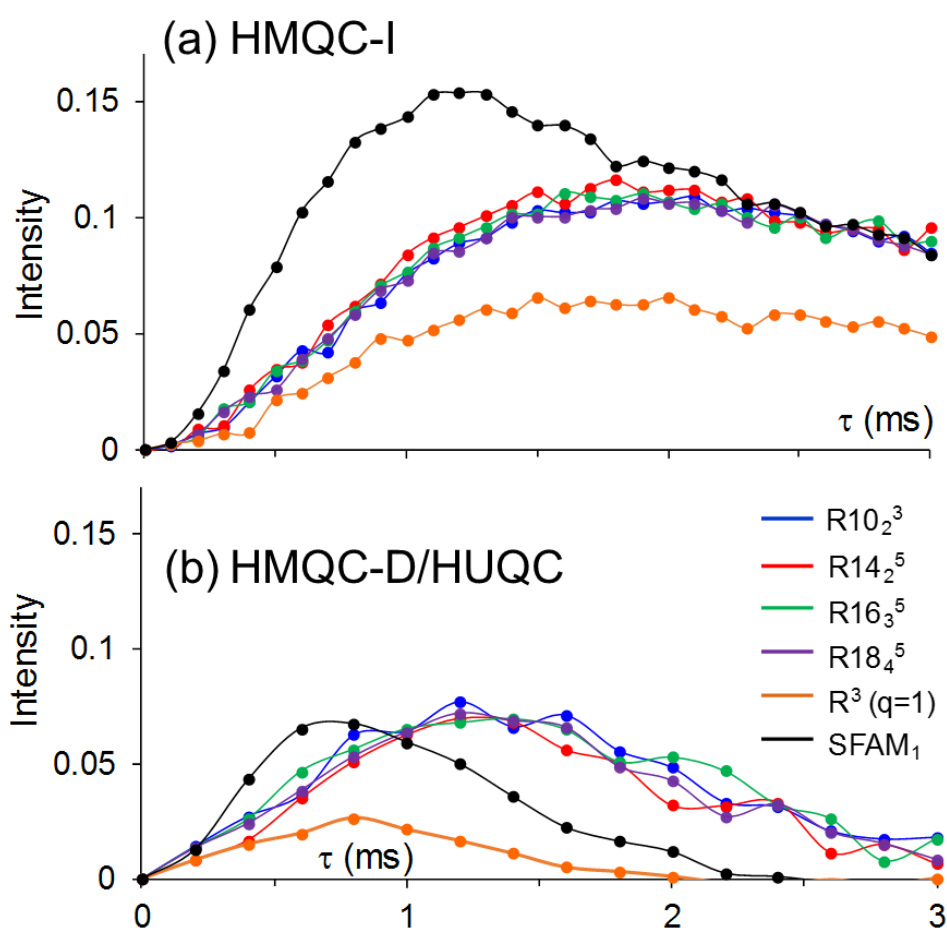 (a) HMQC-I
0.15
0.1
0.05
0
Intensity
τ (ms)
(b) HMQC-D/HUQC
0.15
0.1
0.05
0
Intensity
τ (ms)
R10₂³
R14₂⁵
R16₃⁵
R18₄⁵
R³ (q=1)
SFAM₁
0 1 2 3